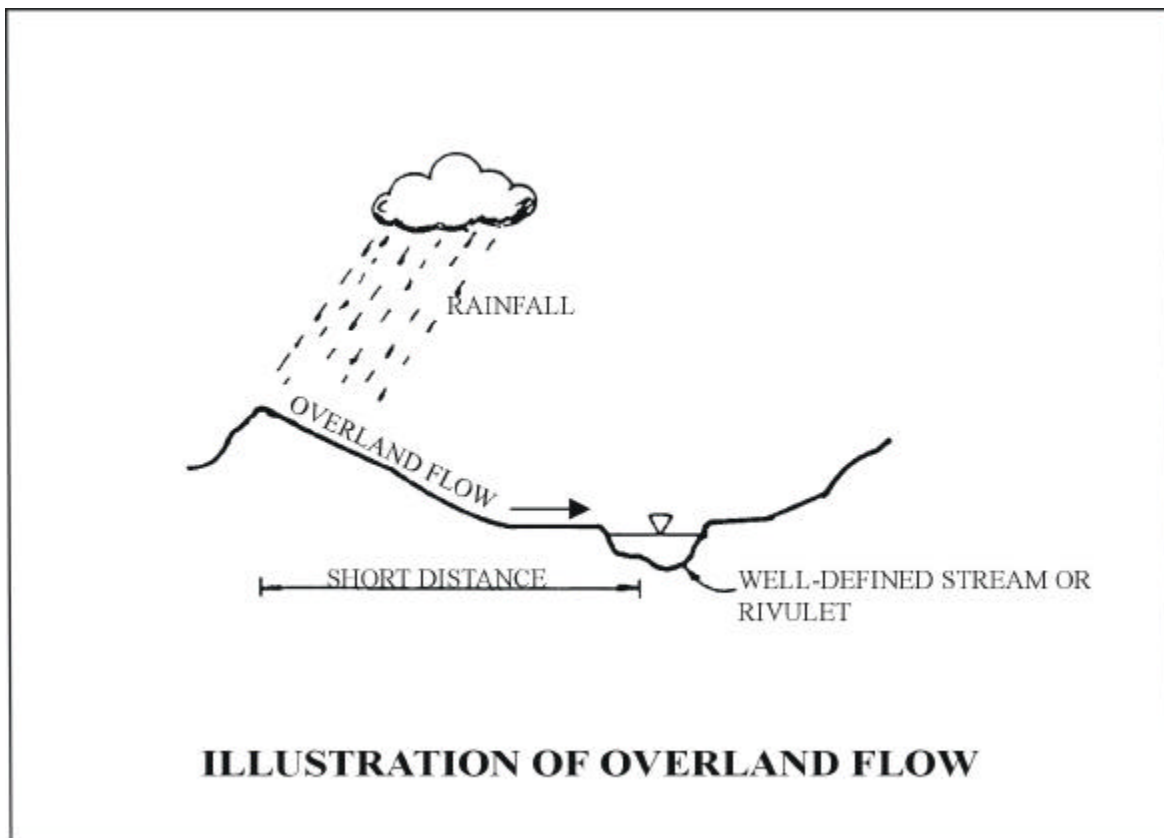 RAINFALL
OVERLAND FLOW
SHORT DISTANCE
WELL-DEFINED STREAM OR
RIVULET
ILLUSTRATION OF OVERLAND FLOW